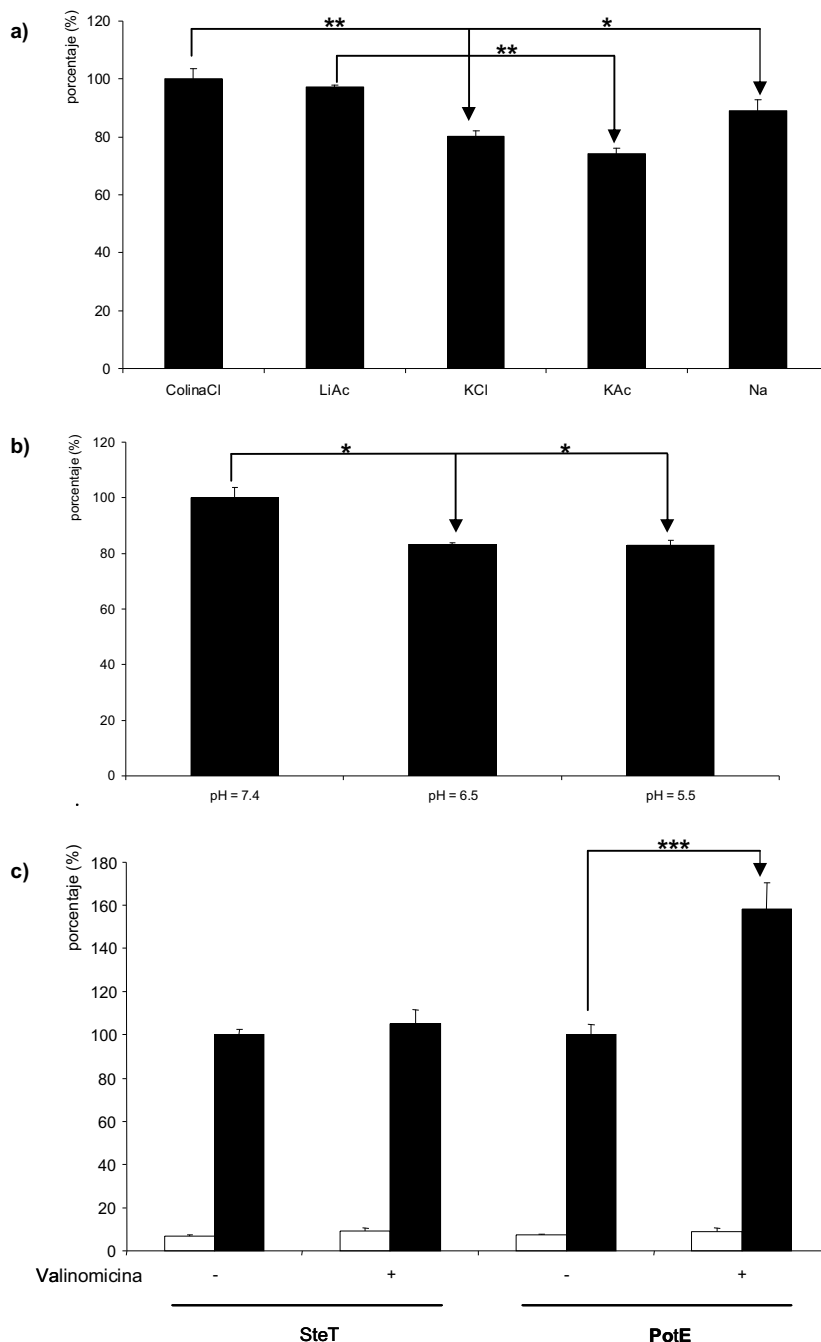 a)
porcentaje (%)
120
100
80
60
40
20
0
** *
**
ColinaCl LiAc KCl KAc Na
b)
porcentaje (%)
120
100
80
60
40
20
0
* *
pH = 7.4 pH = 6.5 pH = 5.5
.
c)
porcentaje (%)
180
160
140
120
100
80
60
40
20
0
***
Valinomicina - + - +
SteT PotE